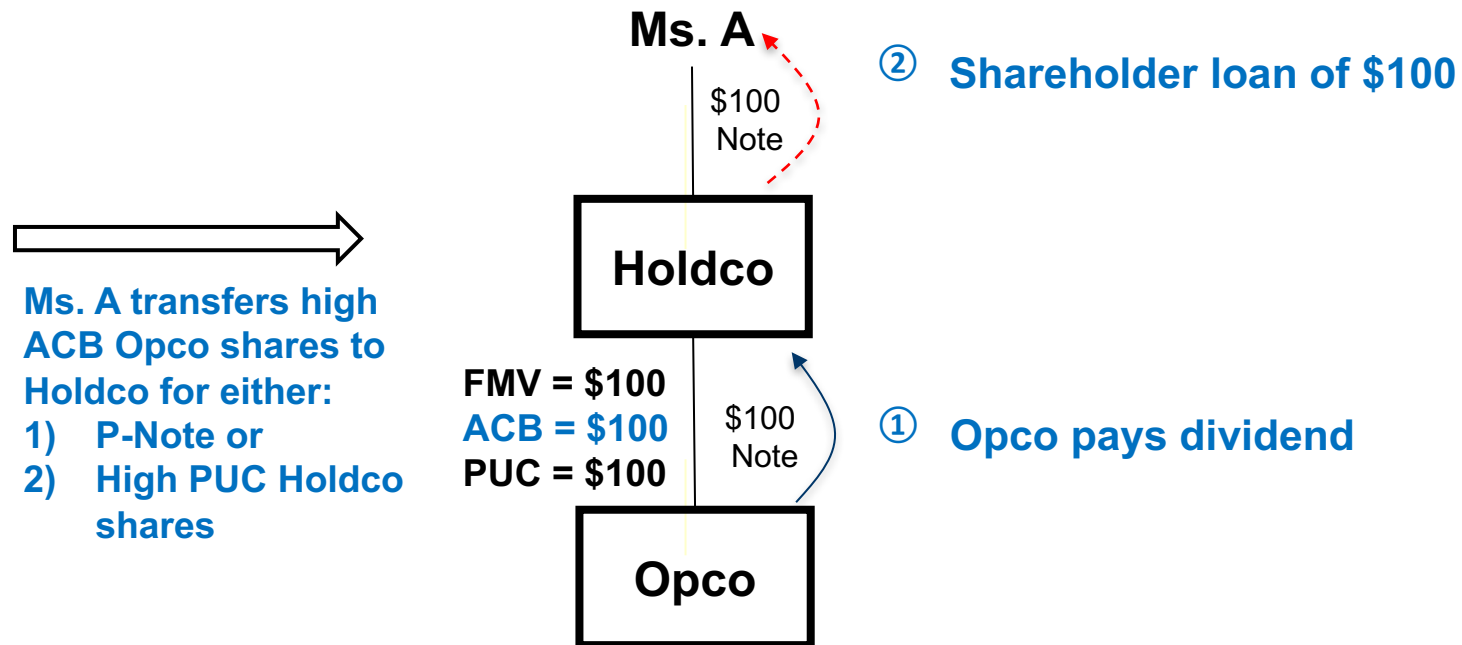 Ms. A
$100
Note
② Shareholder loan of $100
Holdco
Ms. A transfers high
ACB Opco shares to
Holdco for either:
1) P-Note or
2) High PUC Holdco
shares
FMV = $100
ACB = $100
PUC = $100
$100
Note
① Opco pays dividend
Opco